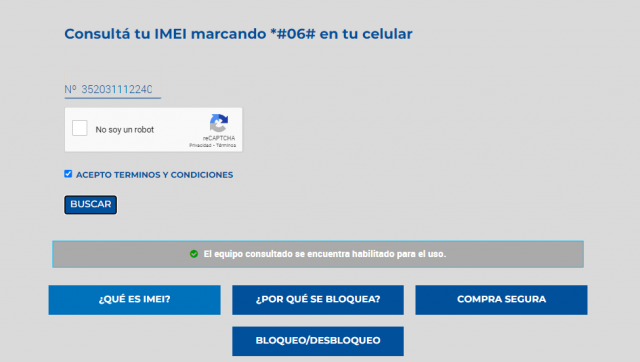 Consultá tu IMEI marcando *#06# en tu celular
Nº 352031112240
No soy un robot
reCAPTCHA
Privacidad - Términos
ACEPTO TERMINOS Y CONDICIONES
BUSCAR
El equipo consultado se encuentra habilitado para el uso.
¿QUÉ ES IMEI?
¿POR QUÉ SE BLOQUEA?
COMPRA SEGURA
BLOQUEO/DESBLOQUEO